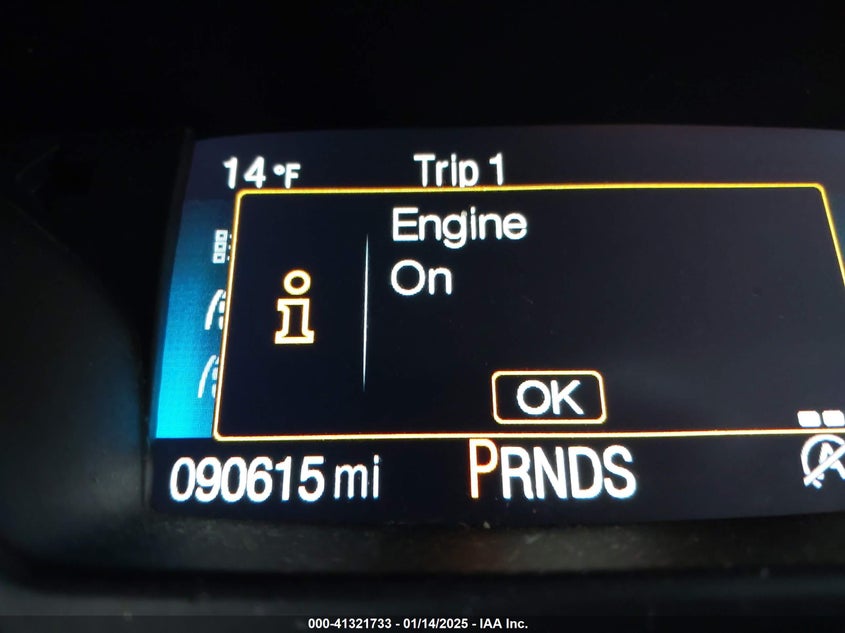 14°F Trip 1
Engine
On
OK
090615 mi PRNDS
000-41321733 - 01/14/2025 - IAA Inc.